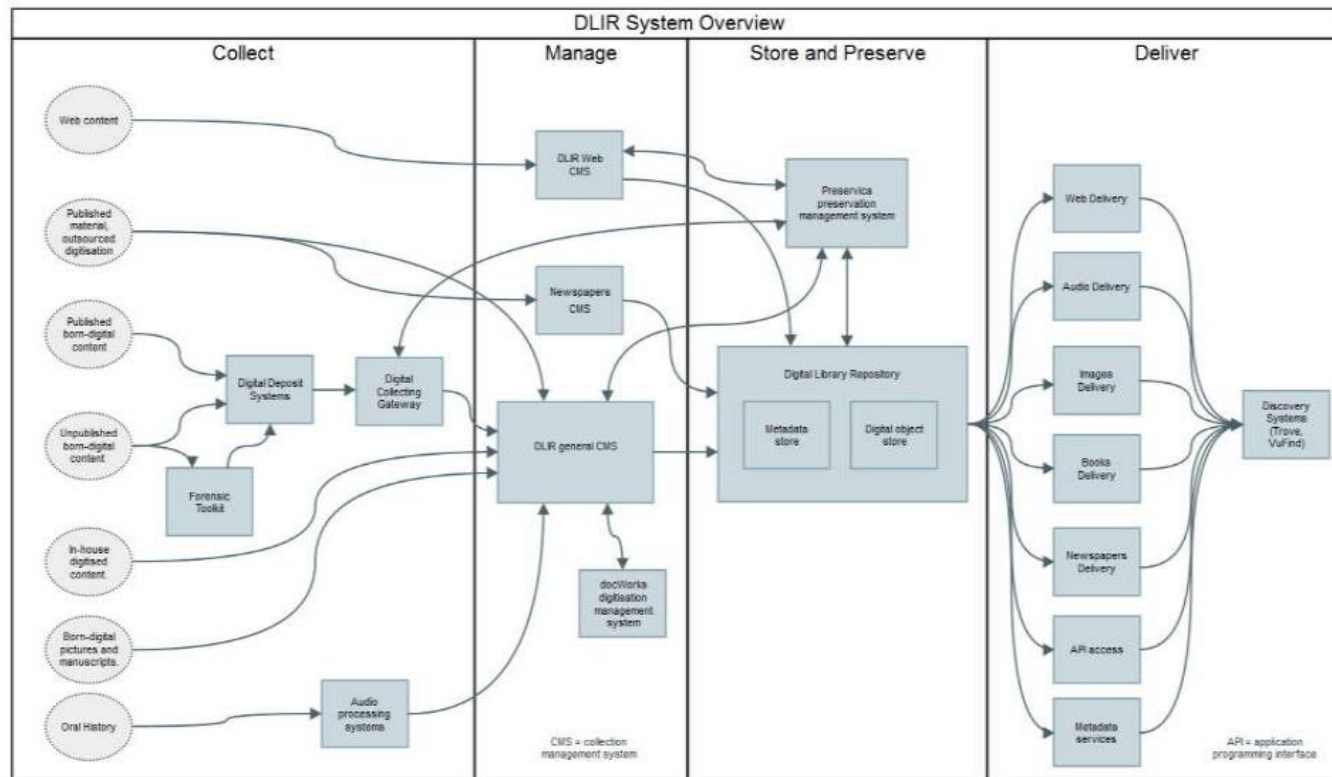 DLIR System Overview
Collect
Manage
Store and Preserve
Deliver
Web content
Published
material,
outsourced
digitisation
Published
born-digital
content
Unpublished
born-digital
content
In-house
digitised
content.
Born-digital
pictures and
manuscripts.
Oral History
Digital Deposit
Systems
Forensic
Toolkit
Digital
Collecting
Gateway
Audio
processing
systems
DLIR Web
CMS
Newspapers
CMS
DLIR general CMS
docWorks
digitisation
management
system
CMS = collection
management system
Preservica
preservation
management system
Digital Library Repository
Metadata
store
Digital object
store
Web Delivery
Audio Delivery
Images
Delivery
Books
Delivery
Newspapers
Delivery
API access
Metadata
services
Discovery
Systems
(Trove,
VuFind)
API = application
programming interface